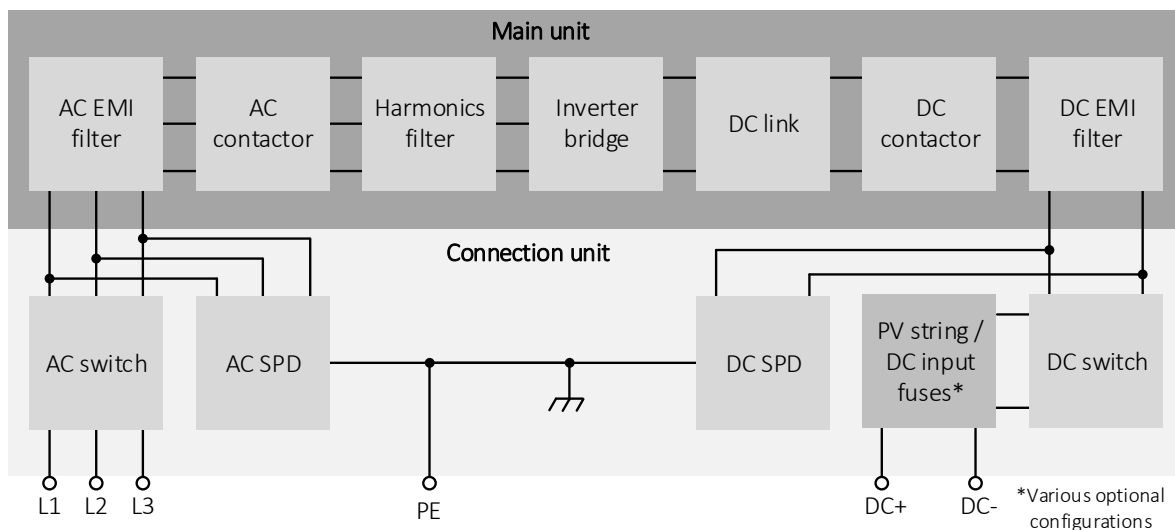 Main unit
AC EMI
filter
AC
contactor
Harmonics
filter
Inverter
bridge
DC link
DC
contactor
DC EMI
filter
Connection unit
AC switch
AC SPD
DC SPD
PV string /
DC input
fuses*
DC switch
L1
L2
L3
PE
DC+
DC-
*Various optional
configurations